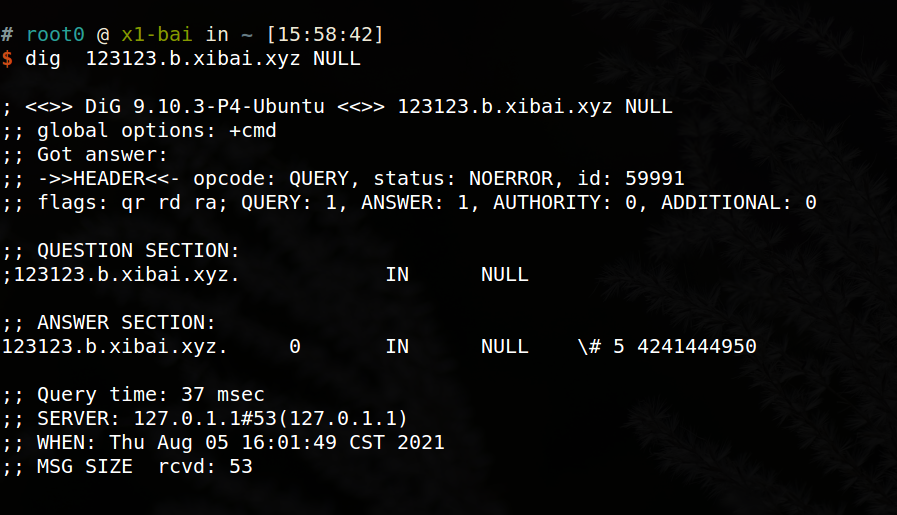 # root0 @ x1-bai in ~ [15:58:42]
$ dig  123123.b.xibai.xyz NULL
; <<>> DiG 9.10.3-P4-Ubuntu <<>> 123123.b.xibai.xyz NULL
;; global options: +cmd
;; Got answer:
;; ->>HEADER<<- opcode: QUERY, status: NOERROR, id: 59991
;; flags: qr rd ra; QUERY: 1, ANSWER: 1, AUTHORITY: 0, ADDITIONAL: 0
;; QUESTION SECTION:
;123123.b.xibai.xyz.		IN	NULL
;; ANSWER SECTION:
123123.b.xibai.xyz.	0	IN	NULL	\# 5 4241444950
;; Query time: 37 msec
;; SERVER: 127.0.1.1#53(127.0.1.1)
;; WHEN: Thu Aug 05 16:01:49 CST 2021
;; MSG SIZE  rcvd: 53